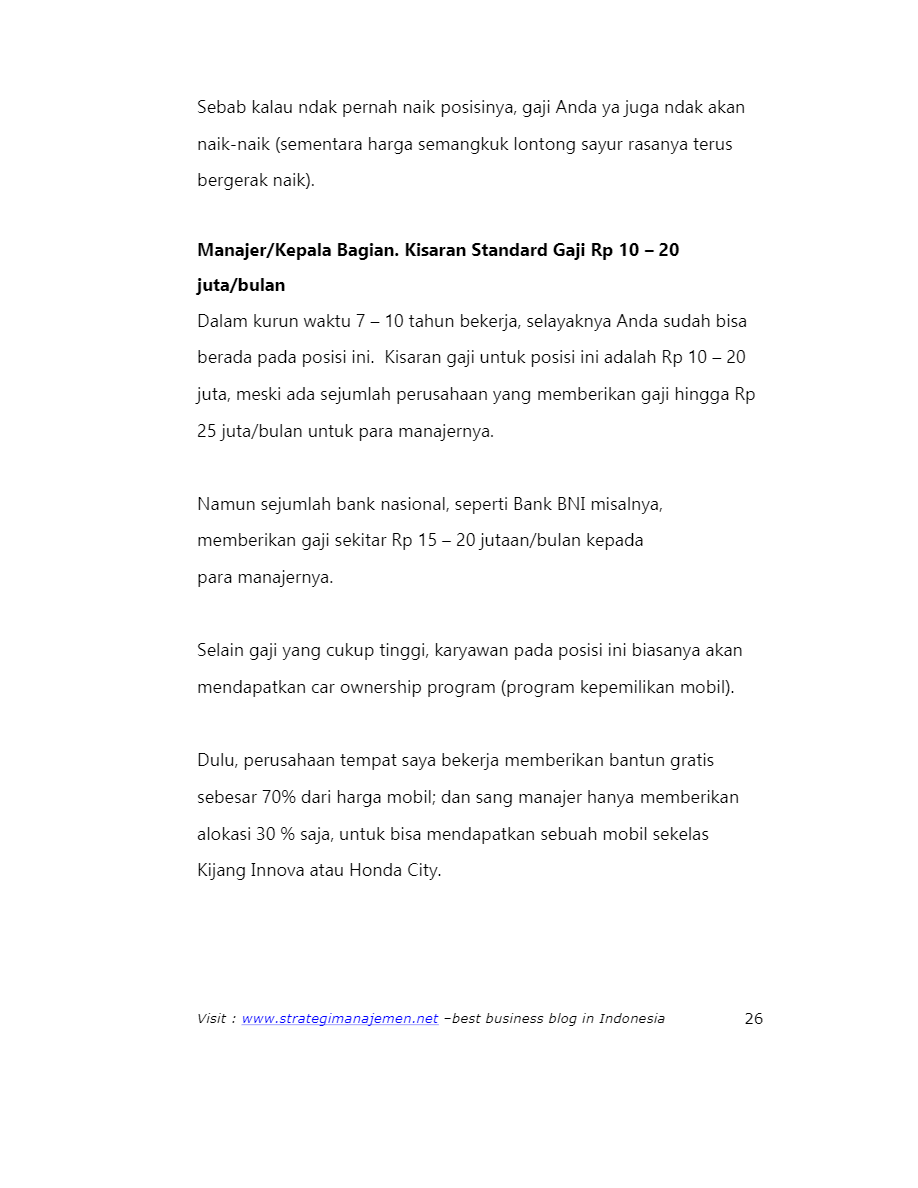 Sebab kalau ndak pernah naik posisinya, gaji Anda ya juga ndak akan
naik-naik (sementara harga semangkuk lontong sayur rasanya terus
bergerak naik).
Manajer/Kepala Bagian. Kisaran Standard Gaji Rp 10 – 20
juta/bulan
Dalam kurun waktu 7 – 10 tahun bekerja, selayaknya Anda sudah bisa
berada pada posisi ini.  Kisaran gaji untuk posisi ini adalah Rp 10 – 20
juta, meski ada sejumlah perusahaan yang memberikan gaji hingga Rp
25 juta/bulan untuk para manajernya.
Namun sejumlah bank nasional, seperti Bank BNI misalnya,
memberikan gaji sekitar Rp 15 – 20 jutaan/bulan kepada
para manajernya.
Selain gaji yang cukup tinggi, karyawan pada posisi ini biasanya akan
mendapatkan car ownership program (program kepemilikan mobil).
Dulu, perusahaan tempat saya bekerja memberikan bantun gratis
sebesar 70% dari harga mobil; dan sang manajer hanya memberikan
alokasi 30 % saja, untuk bisa mendapatkan sebuah mobil sekelas
Kijang Innova atau Honda City.
Visit : www.strategimanajemen.net –best business blog in Indonesia 26